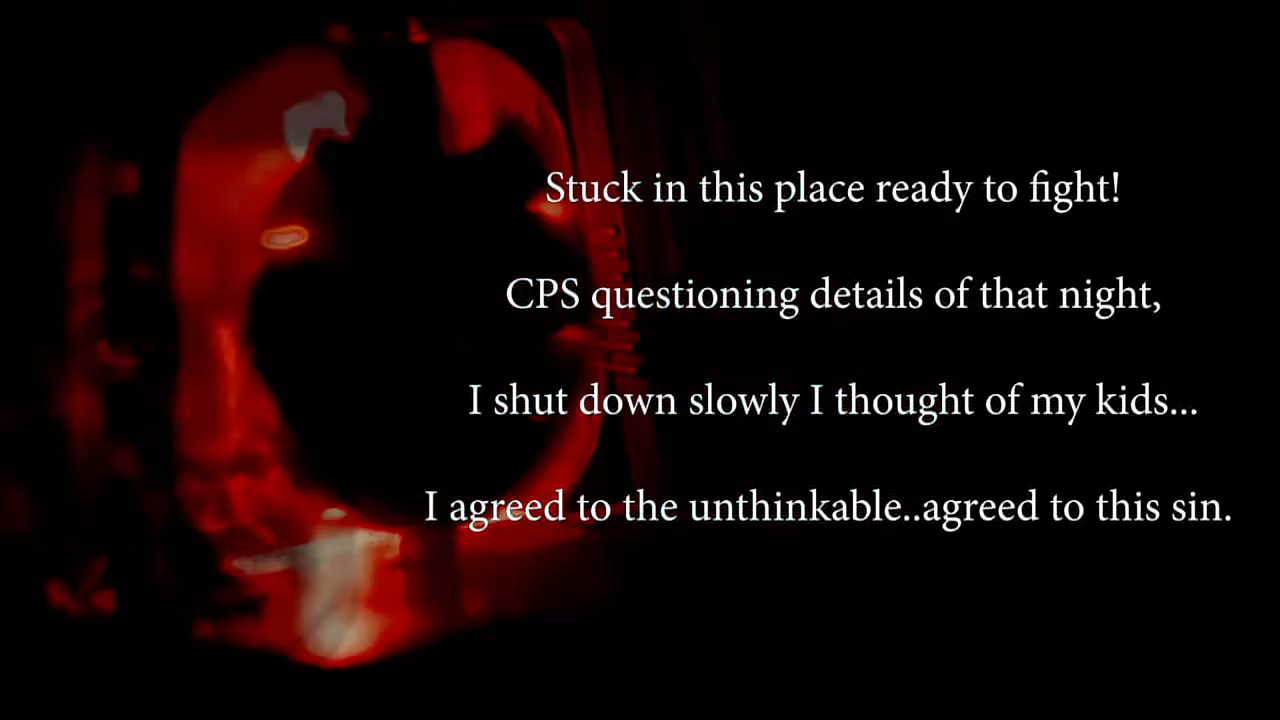 Stuck in this place ready to fight!
CPS questioning details of that night,
I shut down slowly I thought of my kids...
I agreed to the unthinkable..agreed to this sin.